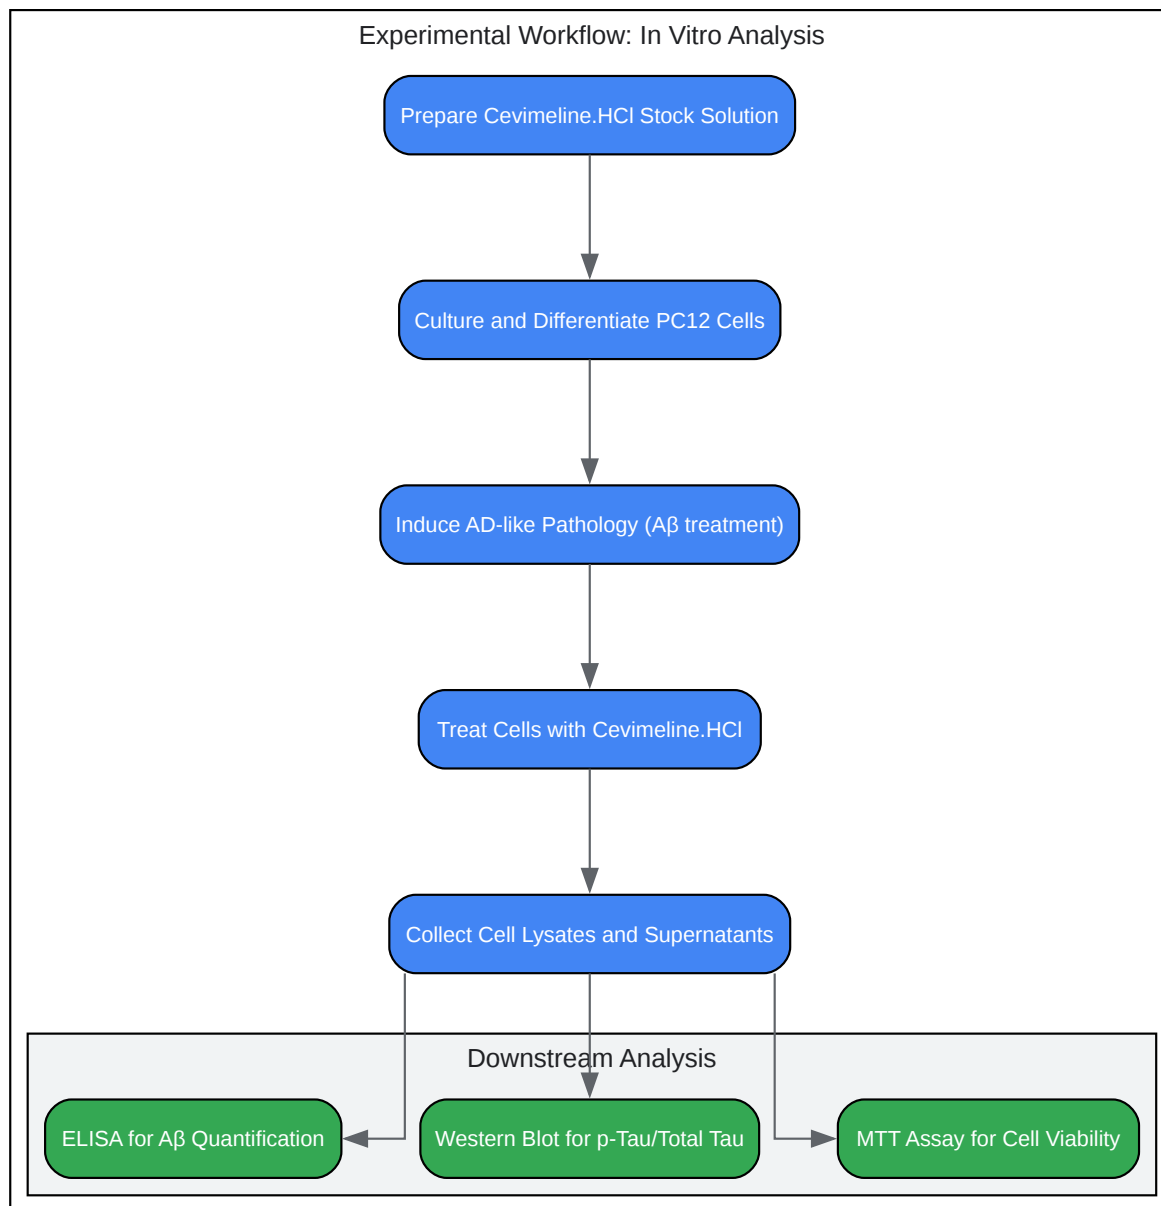 Experimental Workflow: In Vitro Analysis
Prepare Cevimeline.HCl Stock Solution
Culture and Differentiate PC12 Cells
Induce AD-like Pathology (Aβ treatment)
Treat Cells with Cevimeline.HCl
Collect Cell Lysates and Supernatants
Downstream Analysis
ELISA for Aβ Quantification
Western Blot for p-Tau/Total Tau
MTT Assay for Cell Viability